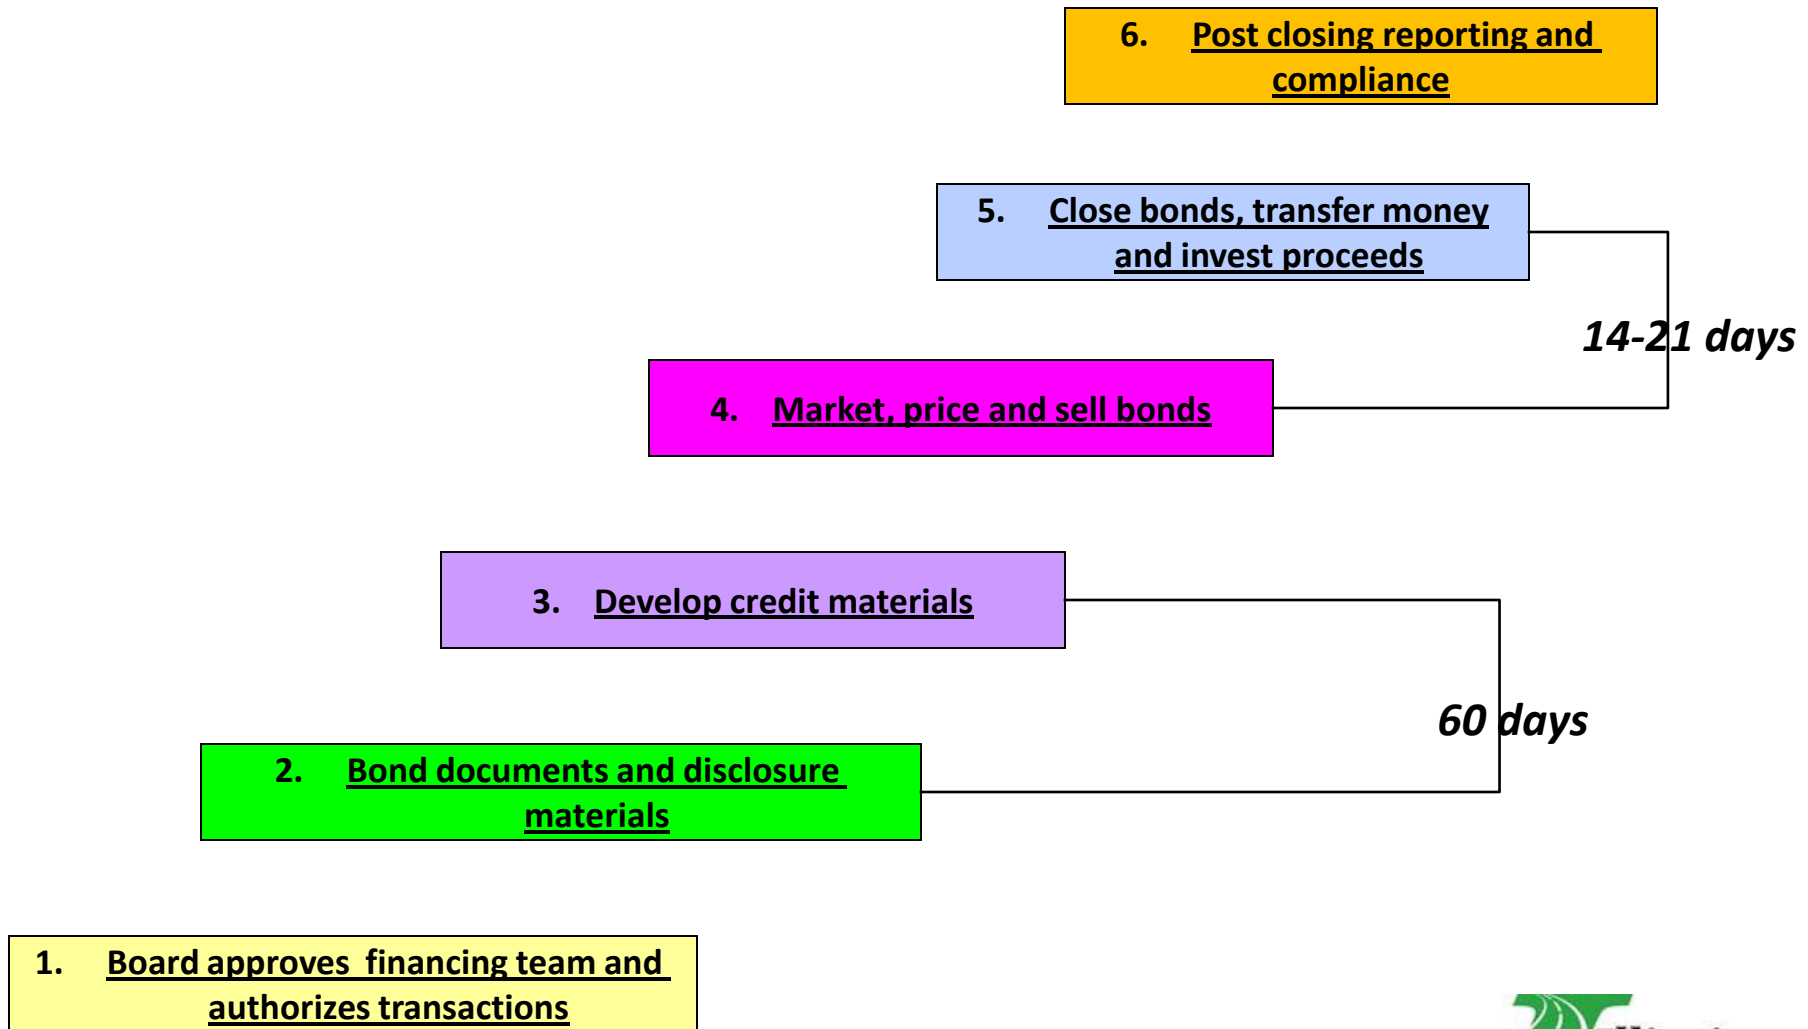 6. Post closing reporting and
compliance
5. Close bonds, transfer money
and invest proceeds
14-21 days
4. Market, price and sell bonds
3. Develop credit materials
60 days
2. Bond documents and disclosure
materials
1. Board approves financing team and
authorizes transactions